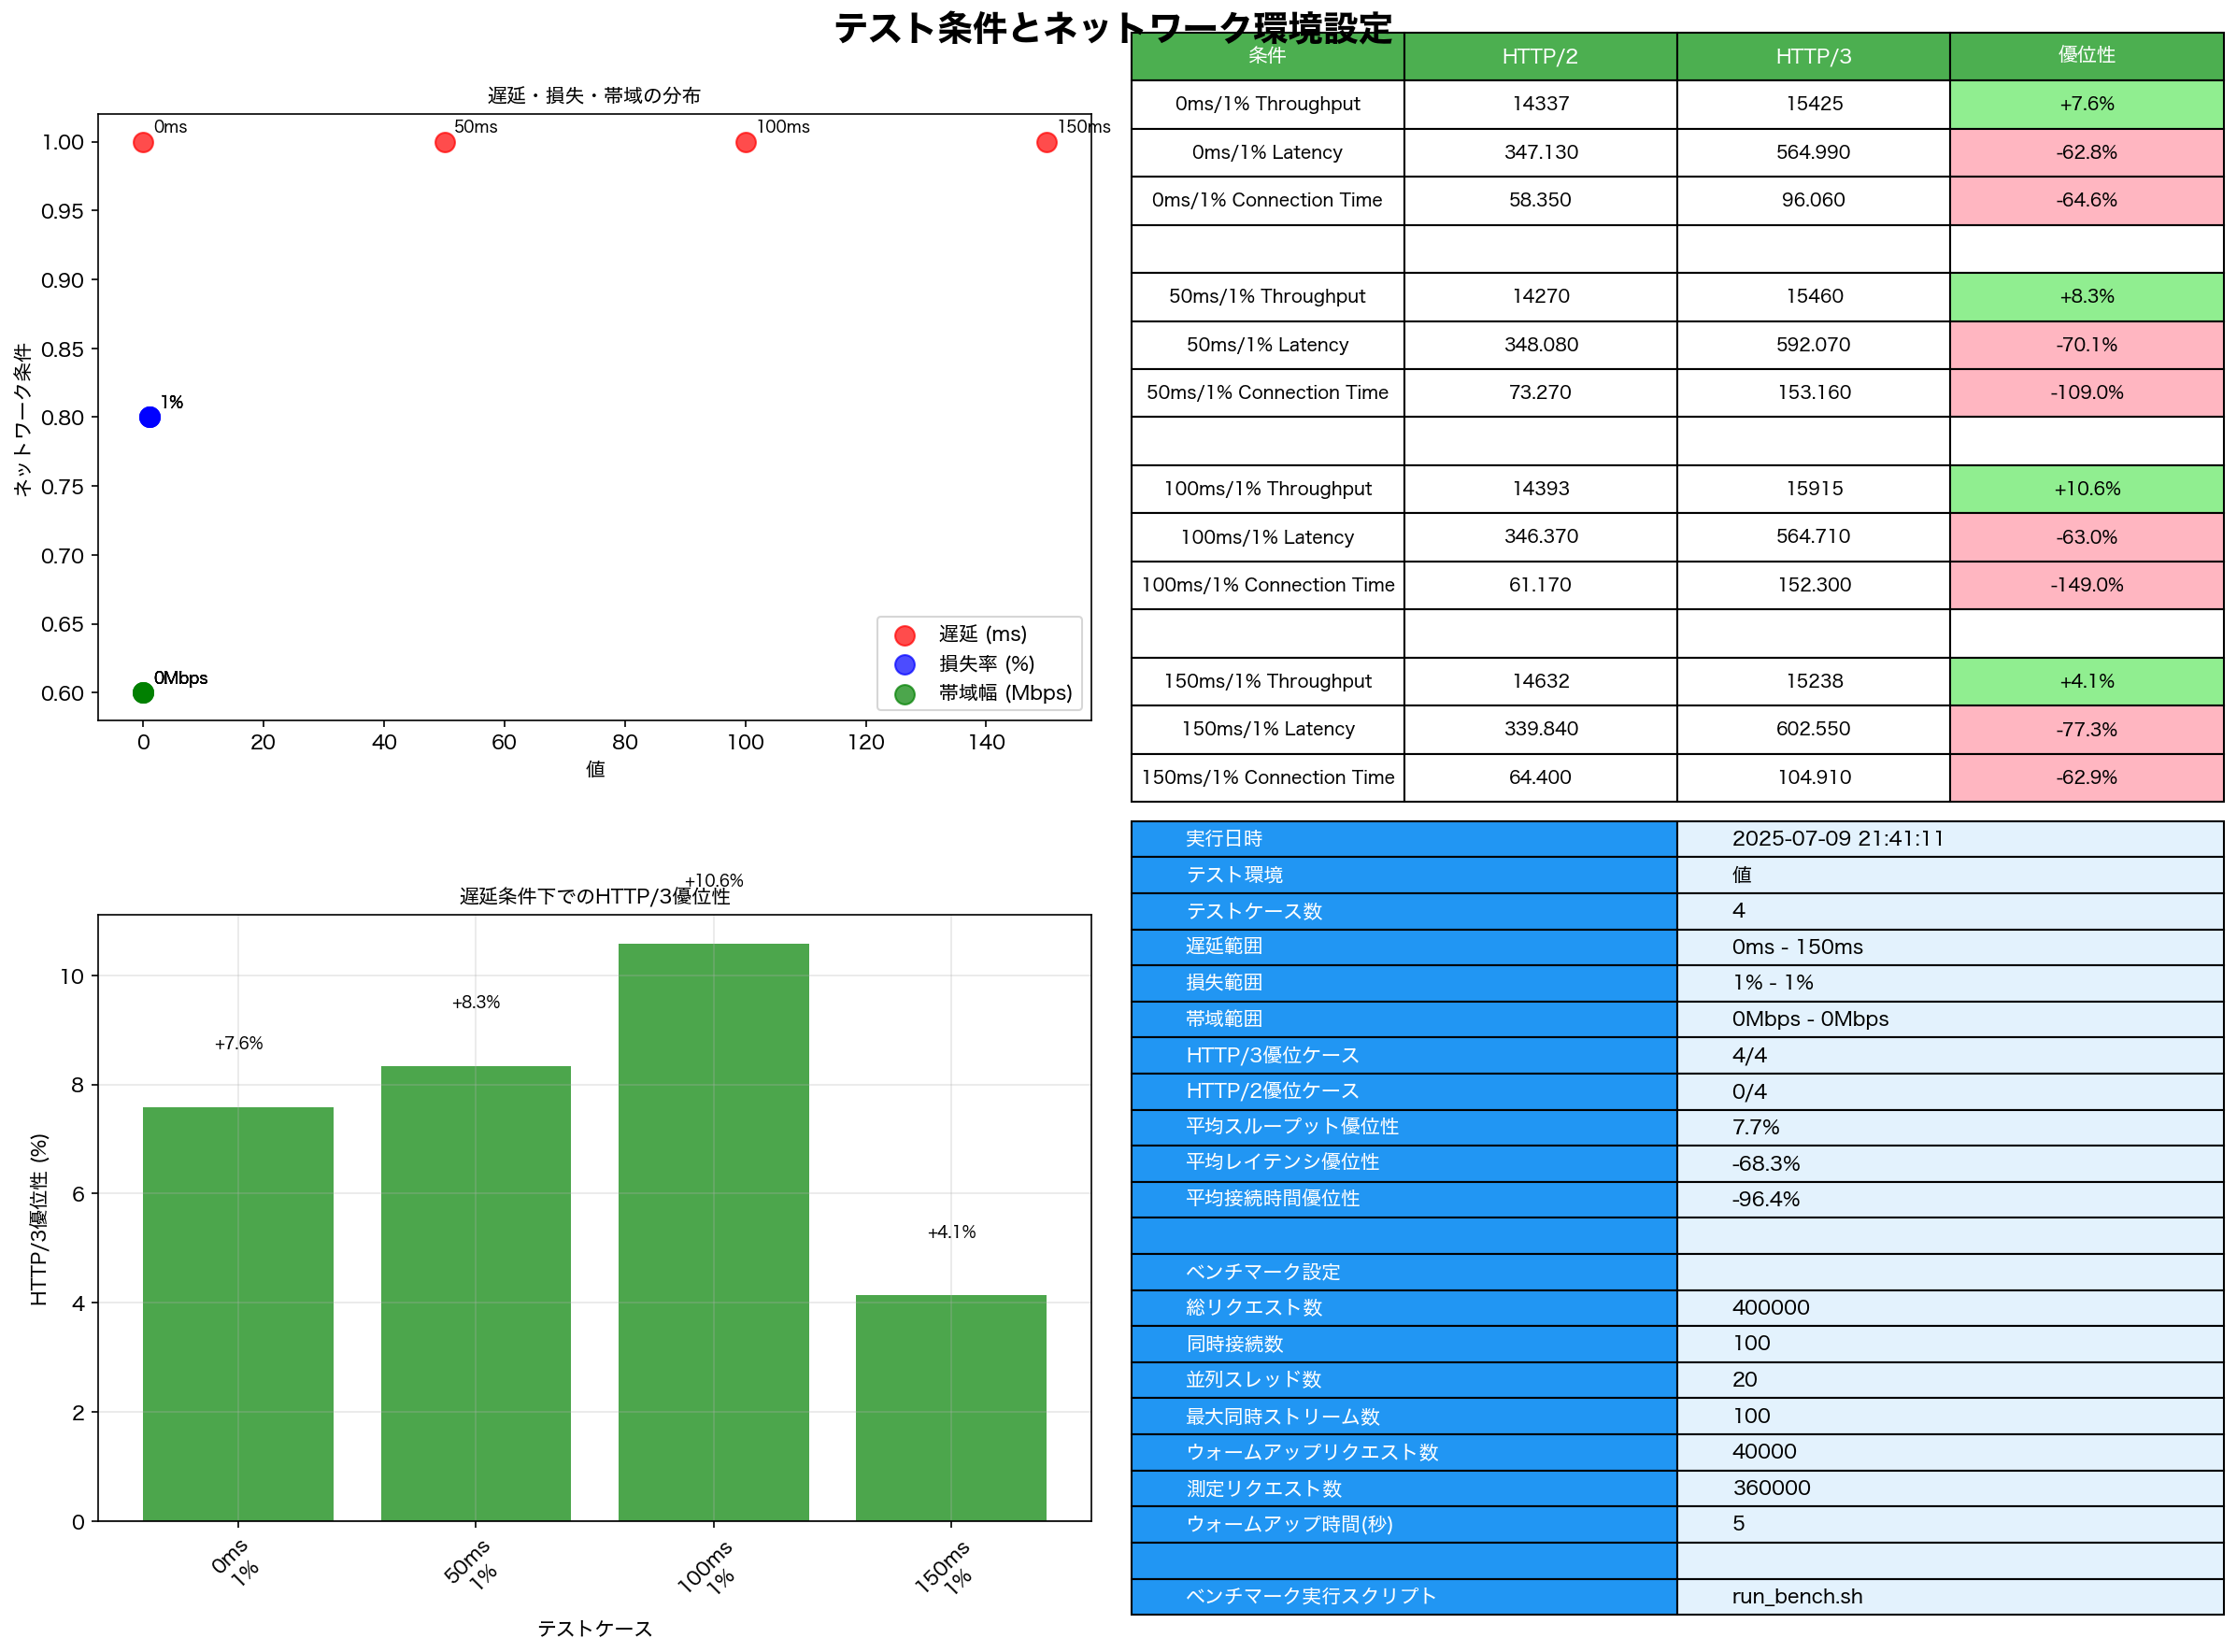 テスト条件とネットワーク環境設定
遅延・損失・帯域の分布
0ms
50ms
100ms
150ms
1.00
0.95
0.90
0.85
0.80
0.75
0.70
0.65
0.60
1%
0Mbps
ネットワーク条件
遅延 (ms)
損失率 (%)
帯域幅 (Mbps)
0 20 40 60 80 100 120 140
値
条件 HTTP/2 HTTP/3 優位性
0ms/1% Throughput 14337 15425 +7.6%
0ms/1% Latency 347.130 564.990 -62.8%
0ms/1% Connection Time 58.350 96.060 -64.6%
50ms/1% Throughput 14270 15460 +8.3%
50ms/1% Latency 348.080 592.070 -70.1%
50ms/1% Connection Time 73.270 153.160 -109.0%
100ms/1% Throughput 14393 15915 +10.6%
100ms/1% Latency 346.370 564.710 -63.0%
100ms/1% Connection Time 61.170 152.300 -149.0%
150ms/1% Throughput 14632 15238 +4.1%
150ms/1% Latency 339.840 602.550 -77.3%
150ms/1% Connection Time 64.400 104.910 -62.9%
遅延条件下でのHTTP/3優位性
+7.6%
+8.3%
+10.6%
+4.1%
10
8
6
4
2
0
HTTP/3優位性 (%)
0ms
1%
50ms
1%
100ms
1%
150ms
1%
テストケース
実行日時 2025-07-09 21:41:11
テスト環境 値
テストケース数 4
遅延範囲 0ms - 150ms
損失範囲 1% - 1%
帯域範囲 0Mbps - 0Mbps
HTTP/3優位ケース 4/4
HTTP/2優位ケース 0/4
平均スループット優位性 7.7%
平均レイテンシ優位性 -68.3%
平均接続時間優位性 -96.4%
ベンチマーク設定
総リクエスト数 400000
同時接続数 100
並列スレッド数 20
最大同時ストリーム数 100
ウォームアップリクエスト数 40000
測定リクエスト数 360000
ウォームアップ時間(秒) 5
ベンチマーク実行スクリプト run_bench.sh